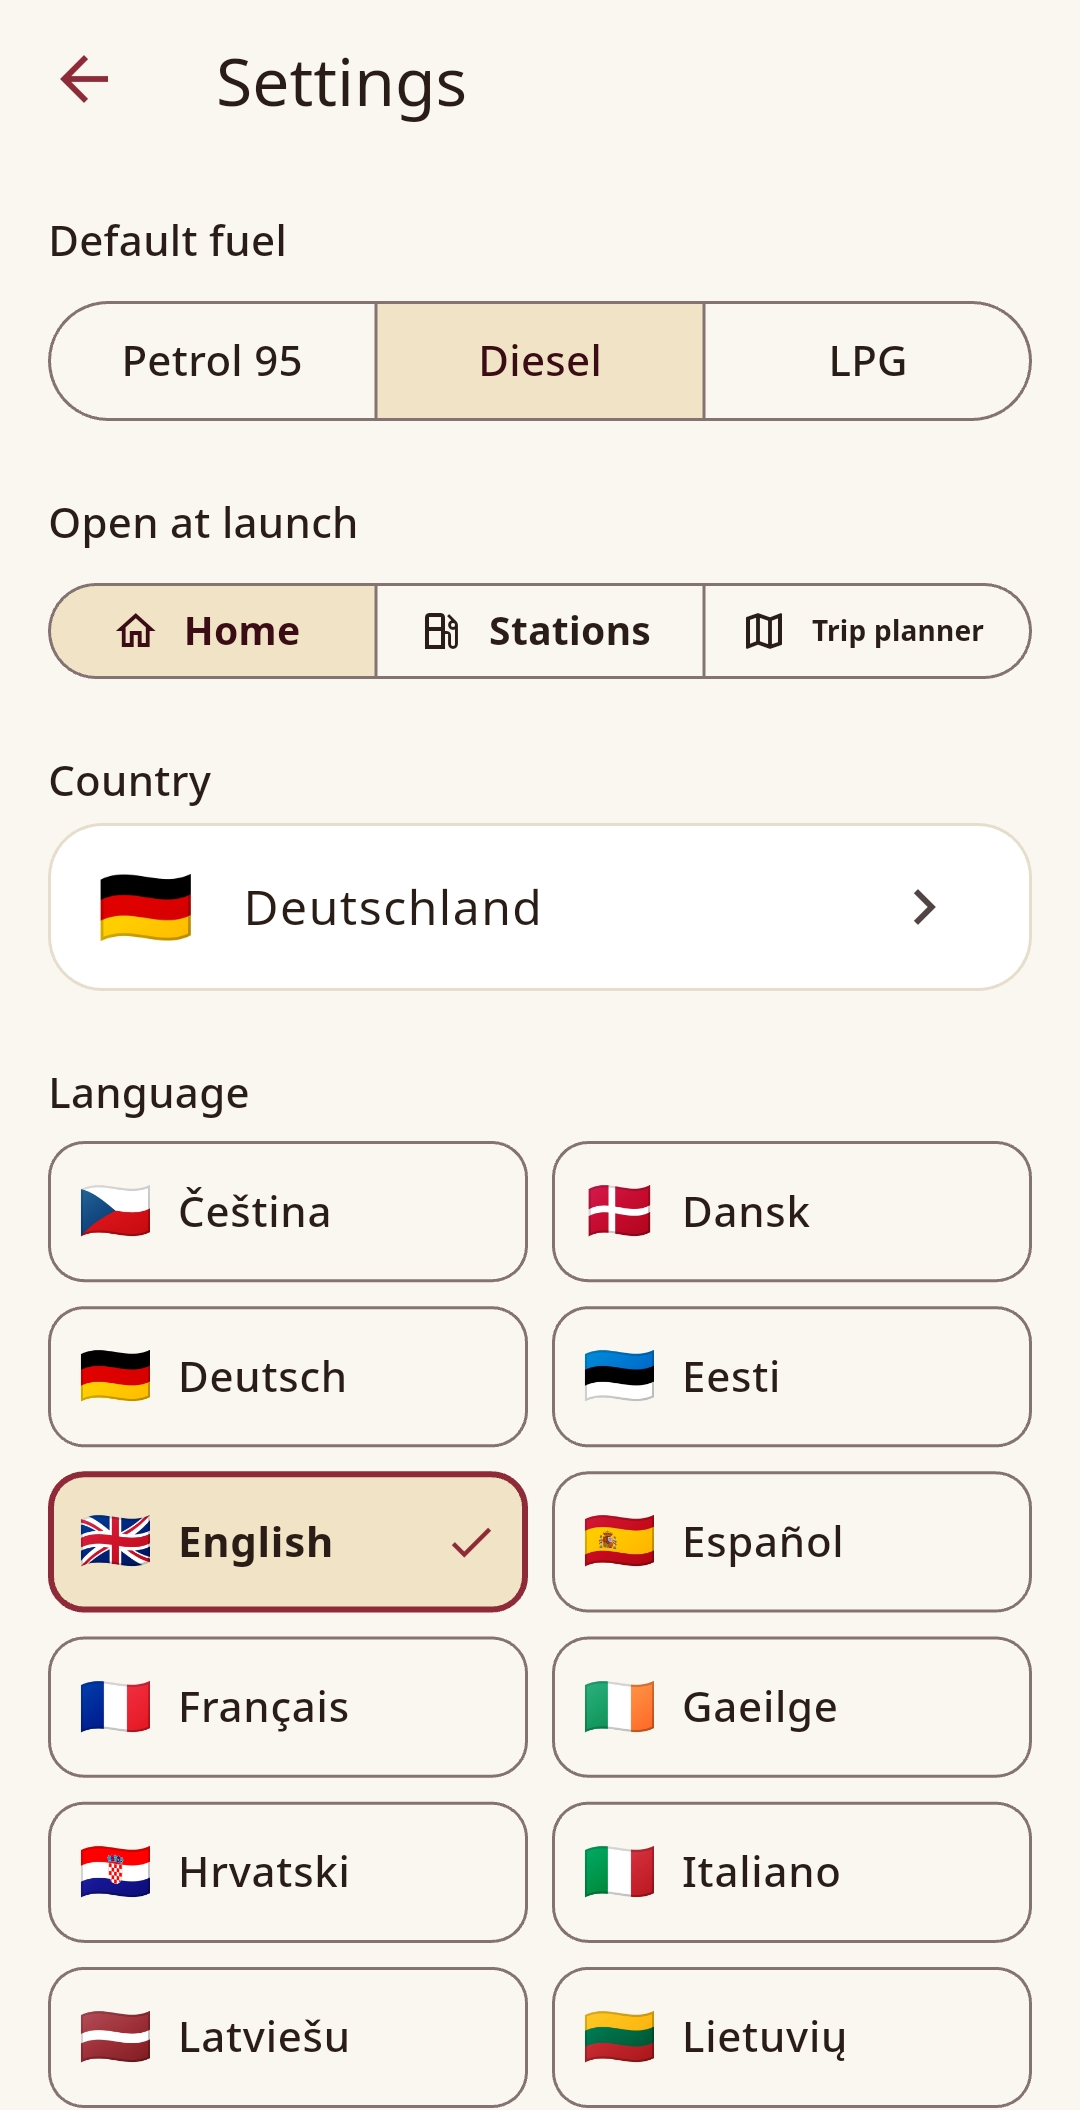 Settings
Default fuel
Petrol 95 Diesel LPG
Open at launch
Home Stations Trip planner
Country
Deutschland
Language
Čeština Dansk
Deutsch Eesti
English Español
Français Gaeilge
Hrvatski Italiano
Latviešu Lietuvių